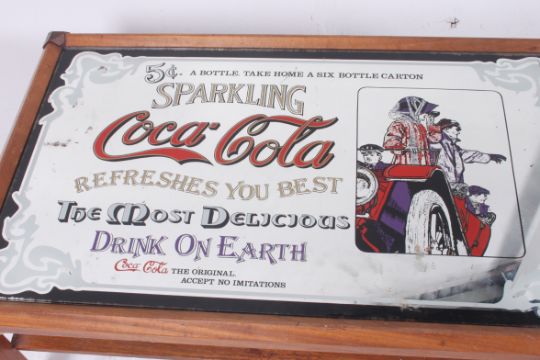 5¢. A BOTTLE. TAKE HOME A SIX BOTTLE CARTON
SPARKLING
Coca-Cola
REFRESHES YOU BEST
THE MOST DELICIOUS
DRINK ON EARTH
Coca-Cola THE ORIGINAL.
ACCEPT NO IMITATIONS